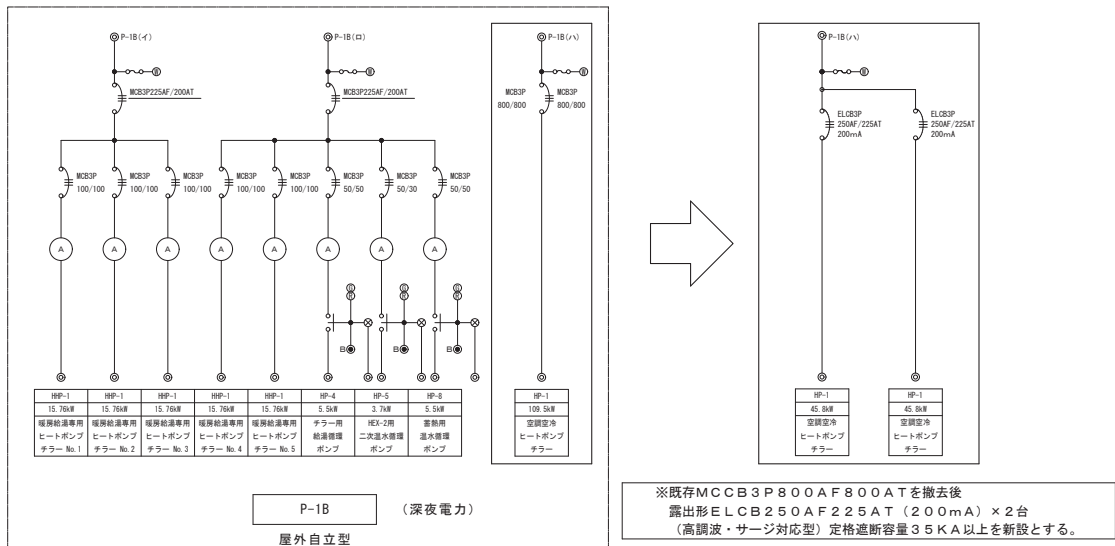 P-1B(イ)
W
MCB3P225AF/200AT
MCB3P
100/100
MCB3P
100/100
MCB3P
100/100
A
A
A
P-1B(ロ)
W
MCB3P225AF/200AT
MCB3P
100/100
MCB3P
100/100
MCB3P
50/50
MCB3P
50/30
MCB3P
50/50
A
A
A
A
A
G
R
B
G
R
B
G
R
B
HHP-1 HHP-1 HHP-1 HHP-1 HHP-1 HP-4 HP-5 HP-8
15.76kW 15.76kW 15.76kW 15.76kW 15.76kW 5.5kW 3.7kW 5.5kW
暖房給湯専用 暖房給湯専用 暖房給湯専用 暖房給湯専用 暖房給湯専用 チラー用 HEX-2用 蓄熱用
ヒートポンプ ヒートポンプ ヒートポンプ ヒートポンプ ヒートポンプ 給湯循環 二次温水循環 温水循環
チラー No.1 チラー No.2 チラー No.3 チラー No.4 チラー No.5 ポンプ ポンプ ポンプ
P-1B(ハ)
W
MCB3P
800/800
MCB3P
800/800
HP-1
109.5kW
空調空冷
ヒートポンプ
チラー
P-1B
(深夜電力)
屋外自立型
P-1B(ハ)
W
ELCB3P
250AF/225AT
200mA
ELCB3P
250AF/225AT
200mA
HP-1 HP-1
45.8kW 45.8kW
空調空冷 空調空冷
ヒートポンプ ヒートポンプ
チラー チラー
※既存MCCB3P800AF800ATを撤去後
露出形ELCB250AF225AT(200mA)×2台
(高調波・サージ対応型)定格遮断容量35KA以上を新設とする。